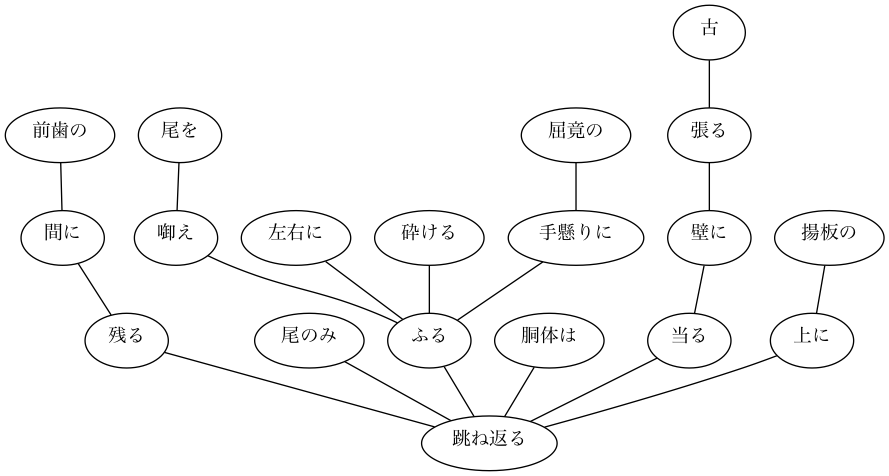 古
前歯の 尾を 屈竟の 張る
間に 啣え 左右に 砕ける 手懸りに 壁に 揚板の
残る 尾のみ ふる 胴体は 当る 上に
跳ね返る